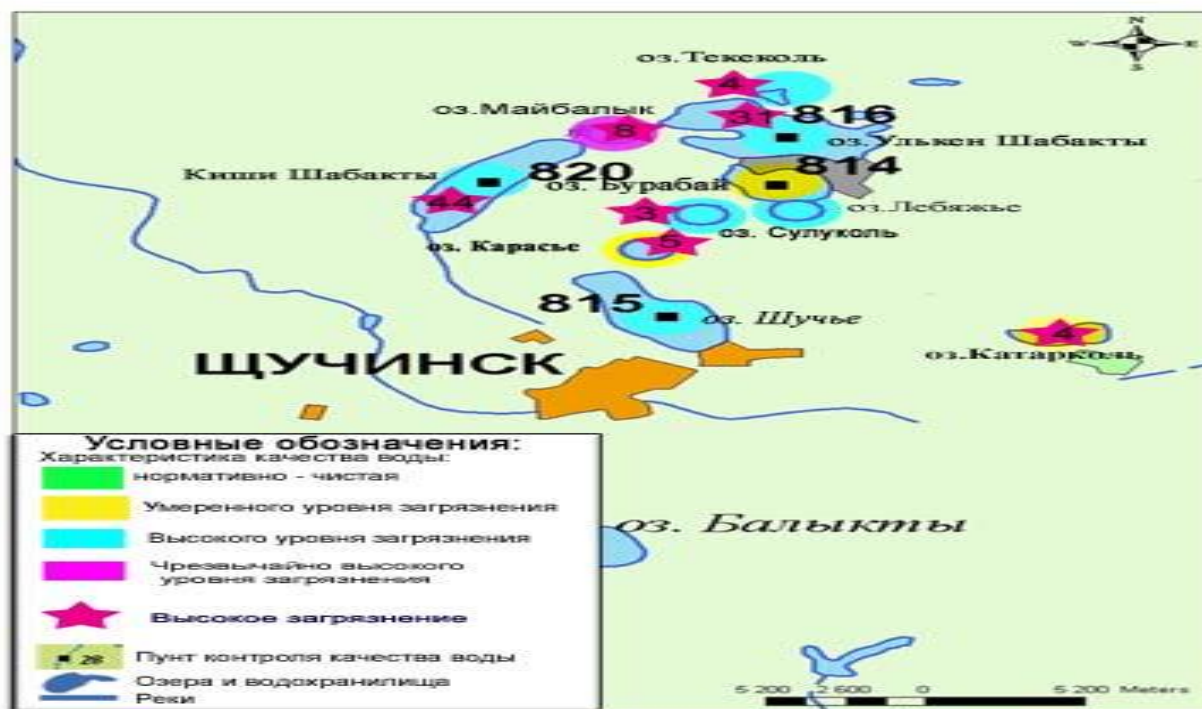 N
W E
S
оз.Текеколь
4
оз.Майбалык
31
816
8
оз.Улькен Шабакты
Киши Шабакты
820
814
оз. Бурабай
44
3
оз.Лебяжье
оз. Сулуколь
оз. Карасье
5
815
оз. Щучье
4
оз.Катарколь
ЩУЧИНСК
Условные обозначения:
Характеристика качества воды:
нормативно - чистая
Умеренного уровня загрязнения
Высокого уровня загрязнения
Чрезвычайно высокого
уровня загрязнения
Высокое загрязнение
28
Пунт контроля качества воды
Озера и водохранилища
Реки
оз. Балыкты
5 200 2 600 0 5 200 Meters